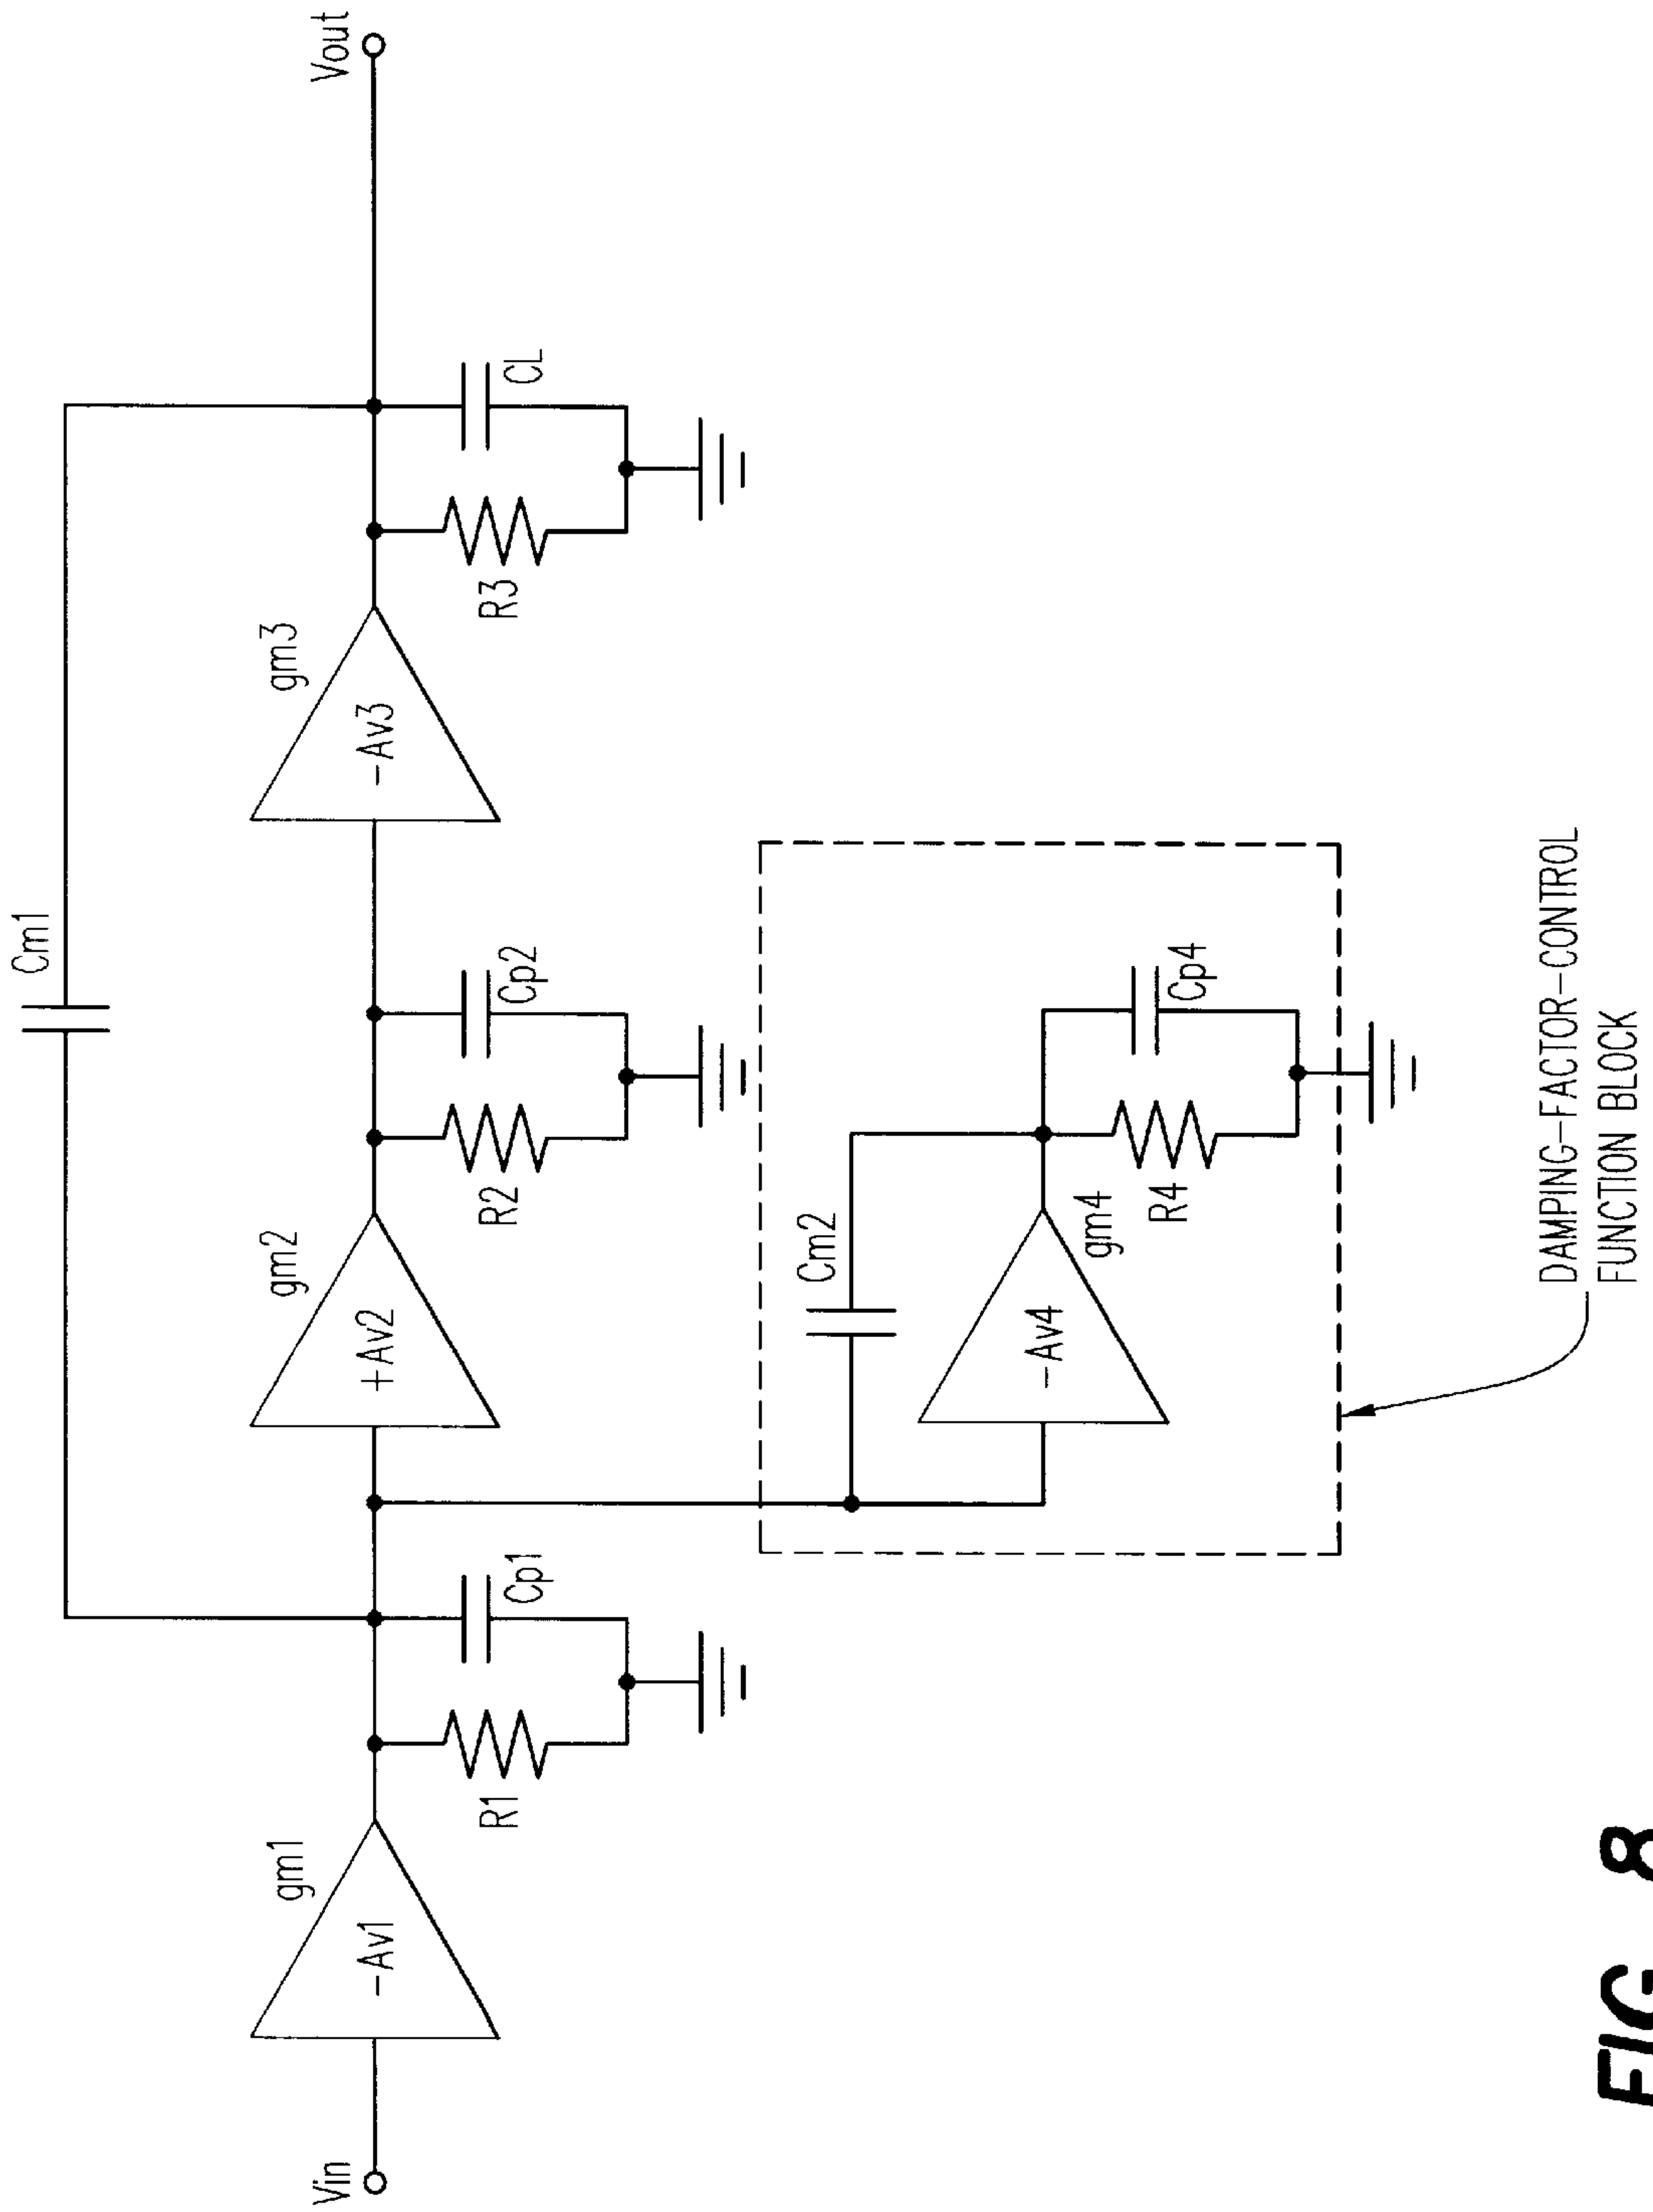 Cm1
Vin
gm1
-Av1
R1
Cp1
gm2
+Av2
R2
Cp2
gm3
-Av3
R3
CL
Vout
Cm2
-Av4
gm4
R4
Cp4
DAMPING-FACTOR-CONTROL
FUNCTION BLOCK
FIG. 8